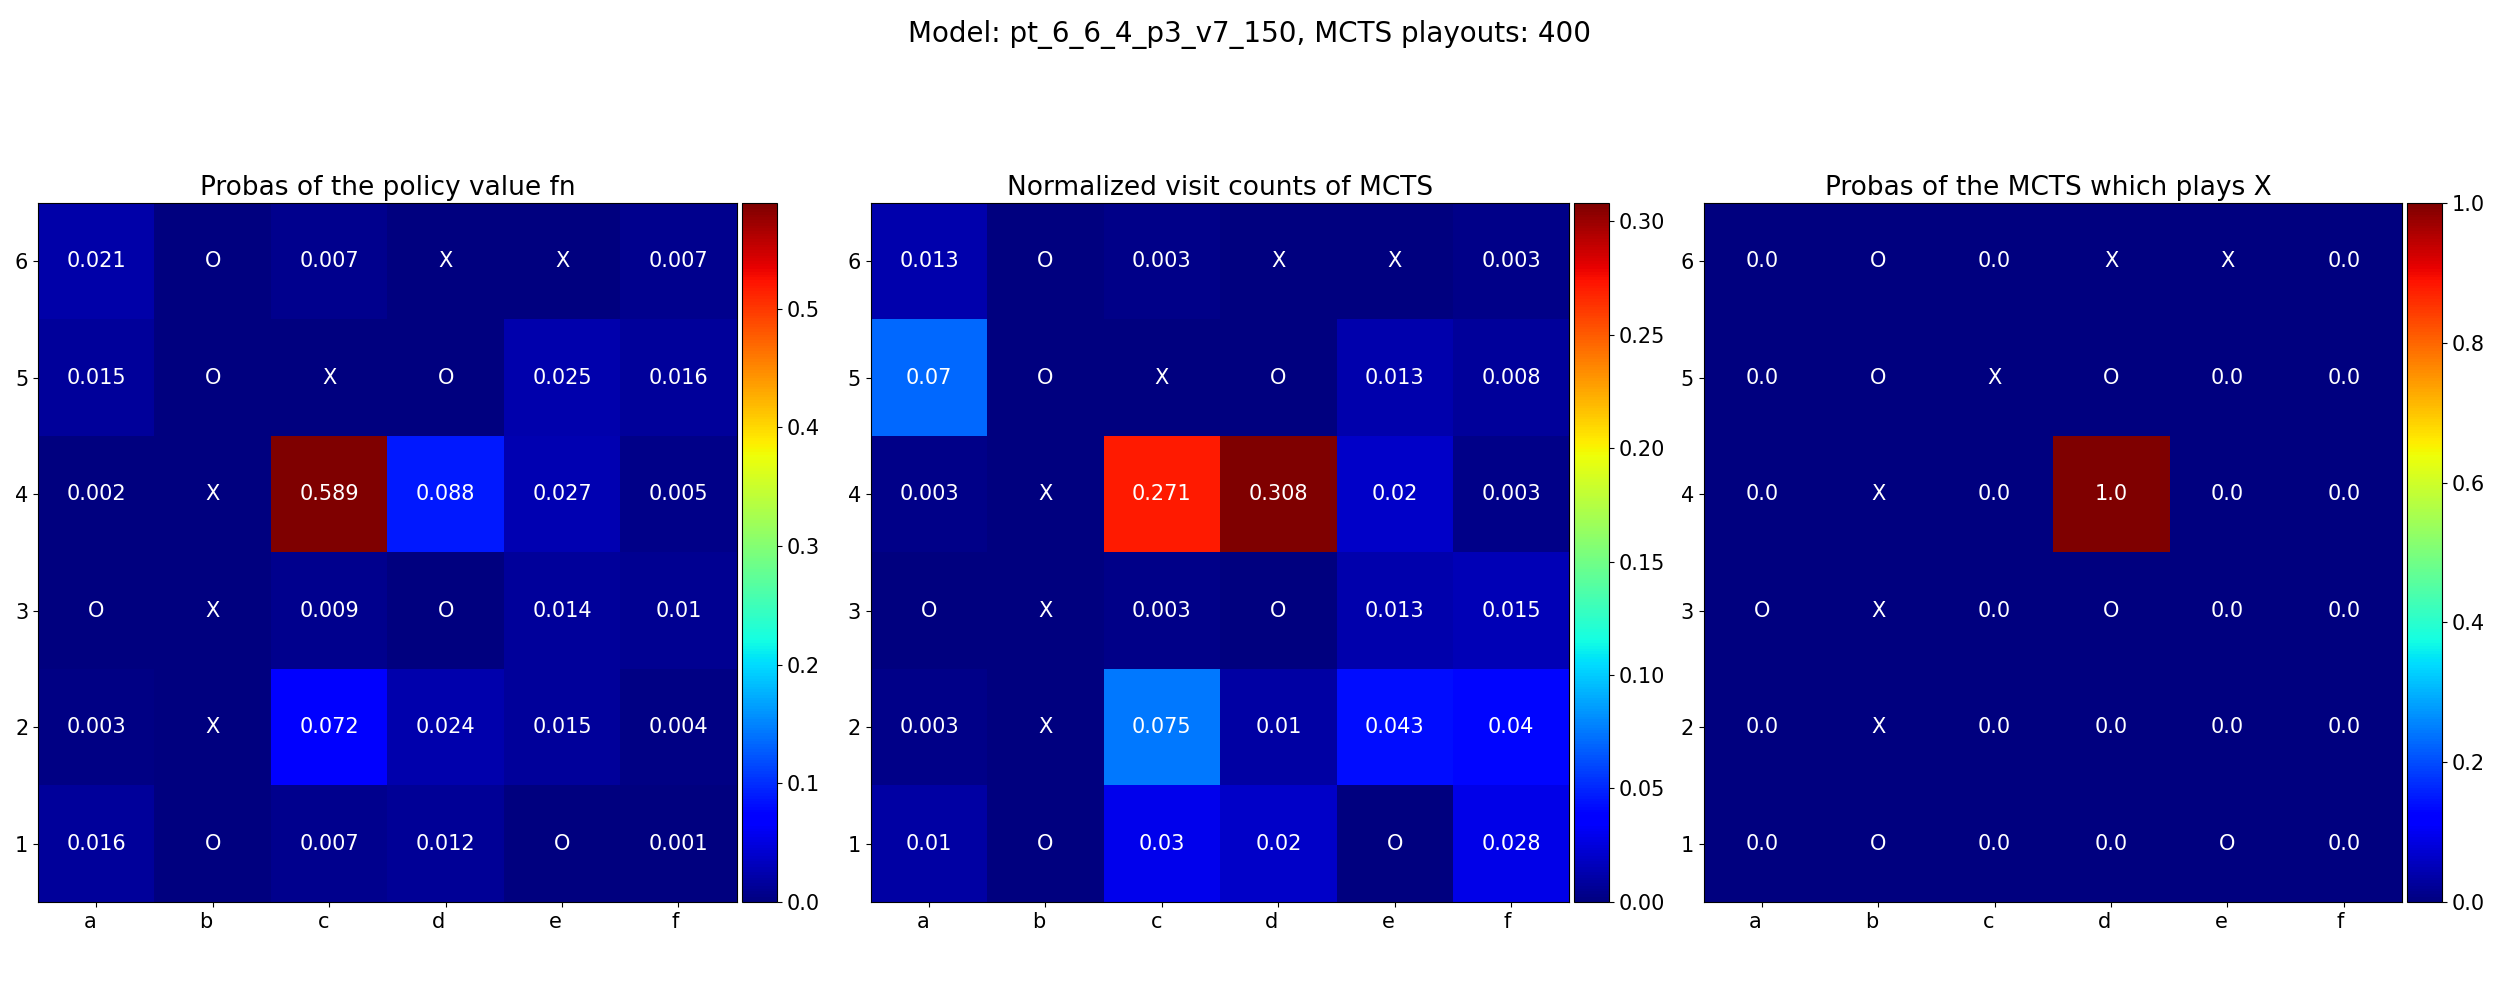 Model: pt_6_6_4_p3_v7_150, MCTS playouts: 400
Probas of the policy value fn
6 0.021 O 0.007 X X 0.007
5 0.015 O X O 0.025 0.016
4 0.002 X 0.589 0.088 0.027 0.005
3 O X 0.009 O 0.014 0.01
2 0.003 X 0.072 0.024 0.015 0.004
1 0.016 O 0.007 0.012 O 0.001
a b c d e f
0.5
0.4
0.3
0.2
0.1
0.0
Normalized visit counts of MCTS
6 0.013 O 0.003 X X 0.003
5 0.07 O X O 0.013 0.008
4 0.003 X 0.271 0.308 0.02 0.003
3 O X 0.003 O 0.013 0.015
2 0.003 X 0.075 0.01 0.043 0.04
1 0.01 O 0.03 0.02 O 0.028
a b c d e f
0.30
0.25
0.20
0.15
0.10
0.05
0.00
Probas of the MCTS which plays X
6 0.0 O 0.0 X X 0.0
5 0.0 O X O 0.0 0.0
4 0.0 X 0.0 1.0 0.0 0.0
3 O X 0.0 O 0.0 0.0
2 0.0 X 0.0 0.0 0.0 0.0
1 0.0 O 0.0 0.0 O 0.0
a b c d e f
1.0
0.8
0.6
0.4
0.2
0.0